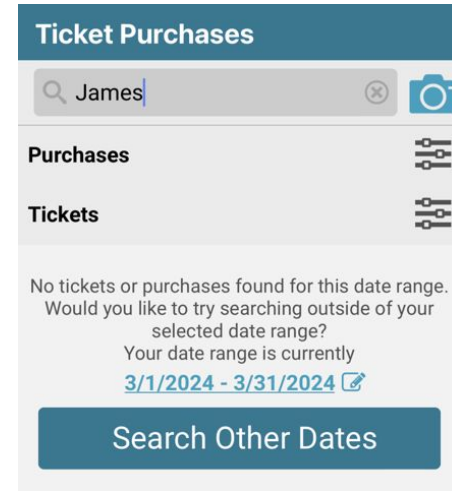 Ticket Purchases
James
Purchases
Tickets
No tickets or purchases found for this date range.
Would you like to try searching outside of your
selected date range?
Your date range is currently
3/1/2024 - 3/31/2024
Search Other Dates